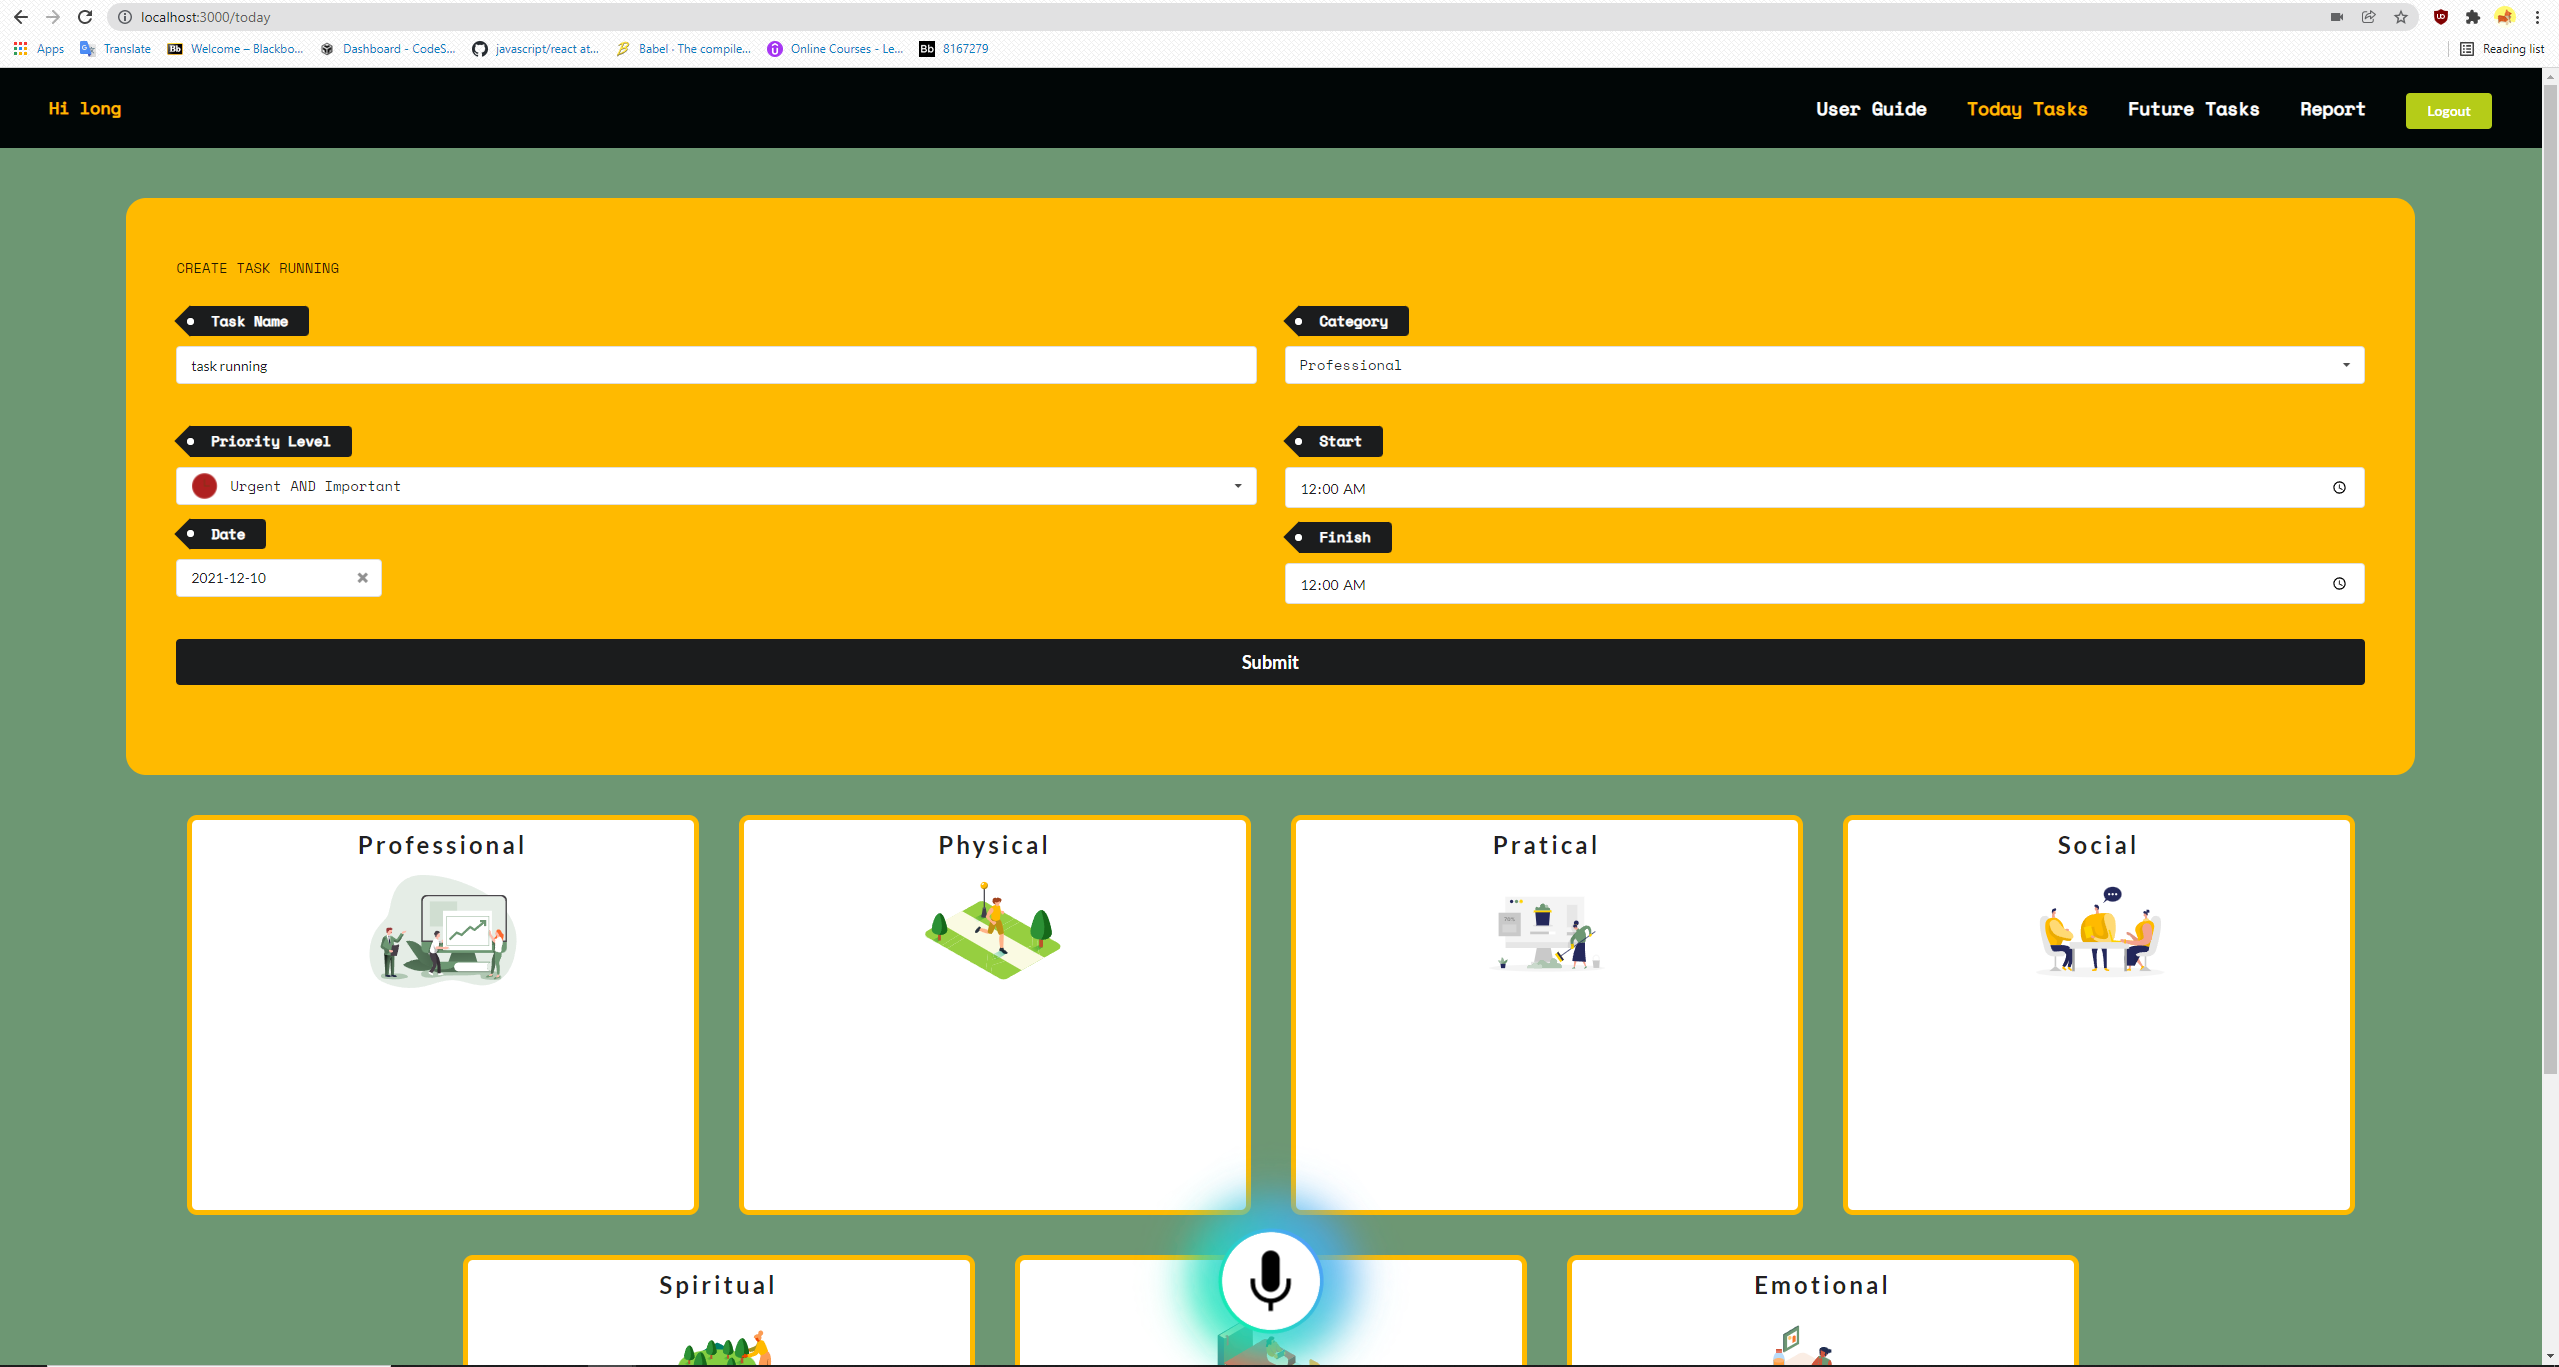 localhost:3000/today
Apps Translate Welcome – Blackbo... Dashboard - CodeS... javascript/react at... Babel · The compile... Online Courses - Le... Bb 8167279 Reading list
Hi long User Guide Today Tasks Future Tasks Report Logout
CREATE TASK RUNNING
Task Name Category
task running Professional
Priority Level Start
Urgent AND Important 12:00 AM
Date Finish
2021-12-10 12:00 AM
Submit
Professional Physical Pratical Social
Spiritual Emotional